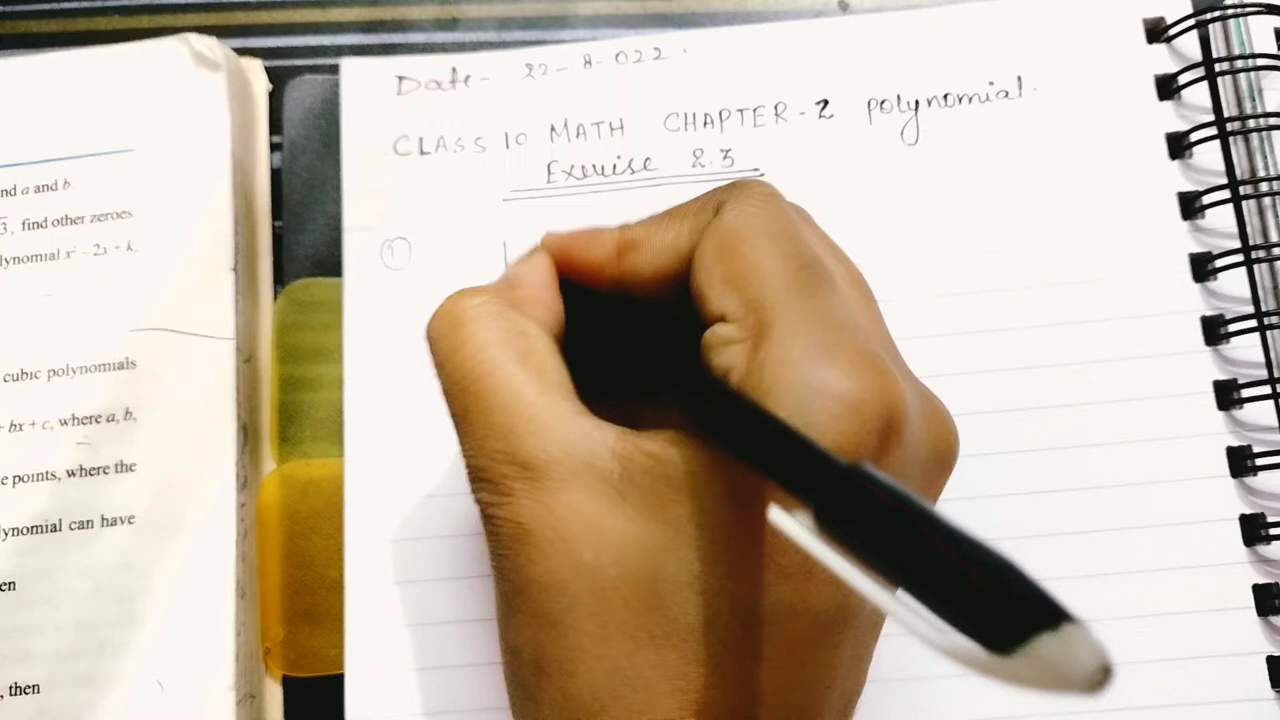 nd a and b.
3, find other zeroes
lynomial x² – 2x + k.
cubic polynomials
+ bx + c, where a, b,
e points, where the
lynomial can have
en
, then
Date- 22-8-022.
CLASS 10 MATH CHAPTER-2 polynomial.
Exercise 2.3
1